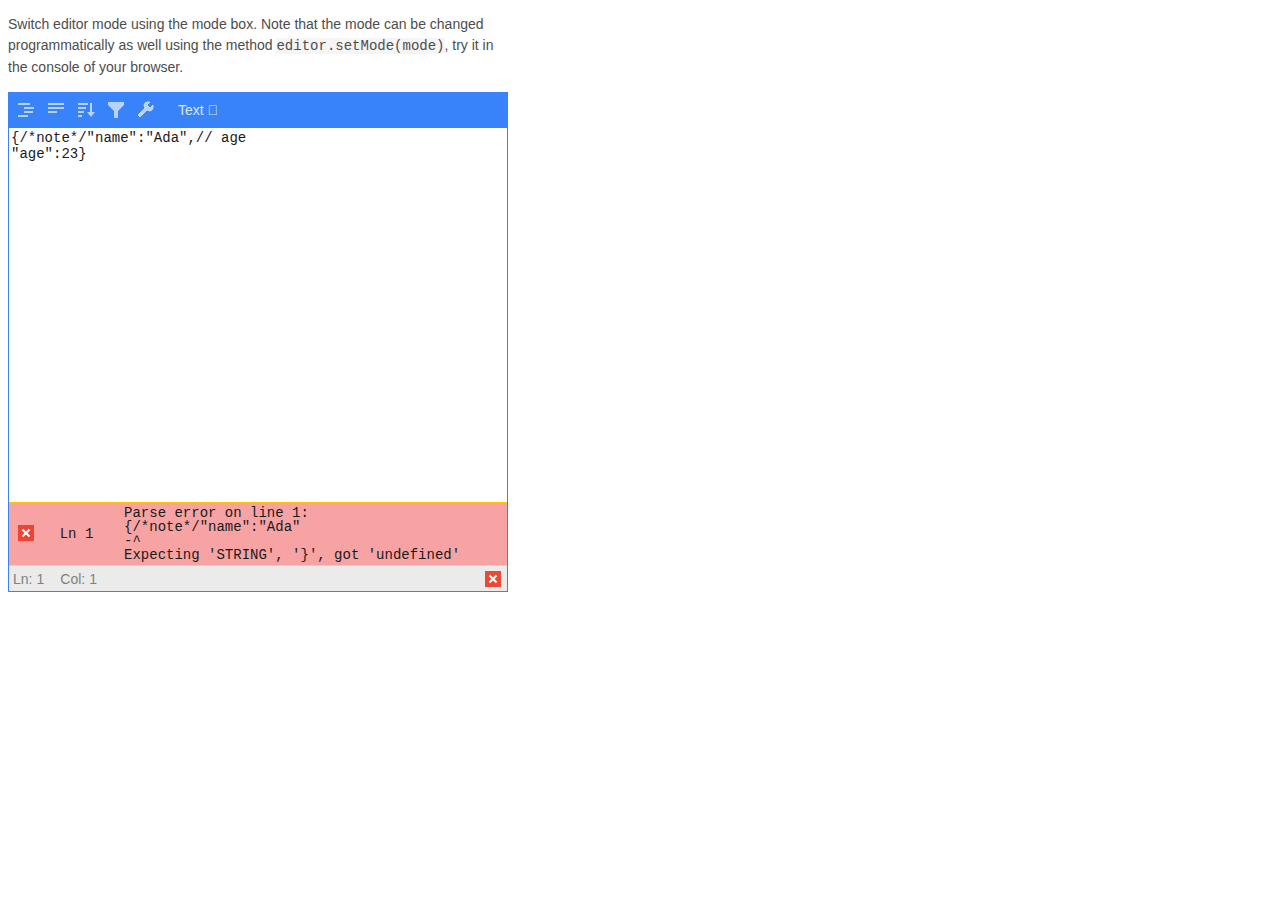 Switch editor mode using the mode box. Note that the mode can be changed
programmatically as well using the method editor.setMode(mode), try it in
the console of your browser.
Text
{/*note*/"name":"Ada",// age
"age":23}
Ln 1
Parse error on line 1:
{/*note*/"name":"Ada"
-^
Expecting 'STRING', '}', got 'undefined'
Ln: 1 Col: 1